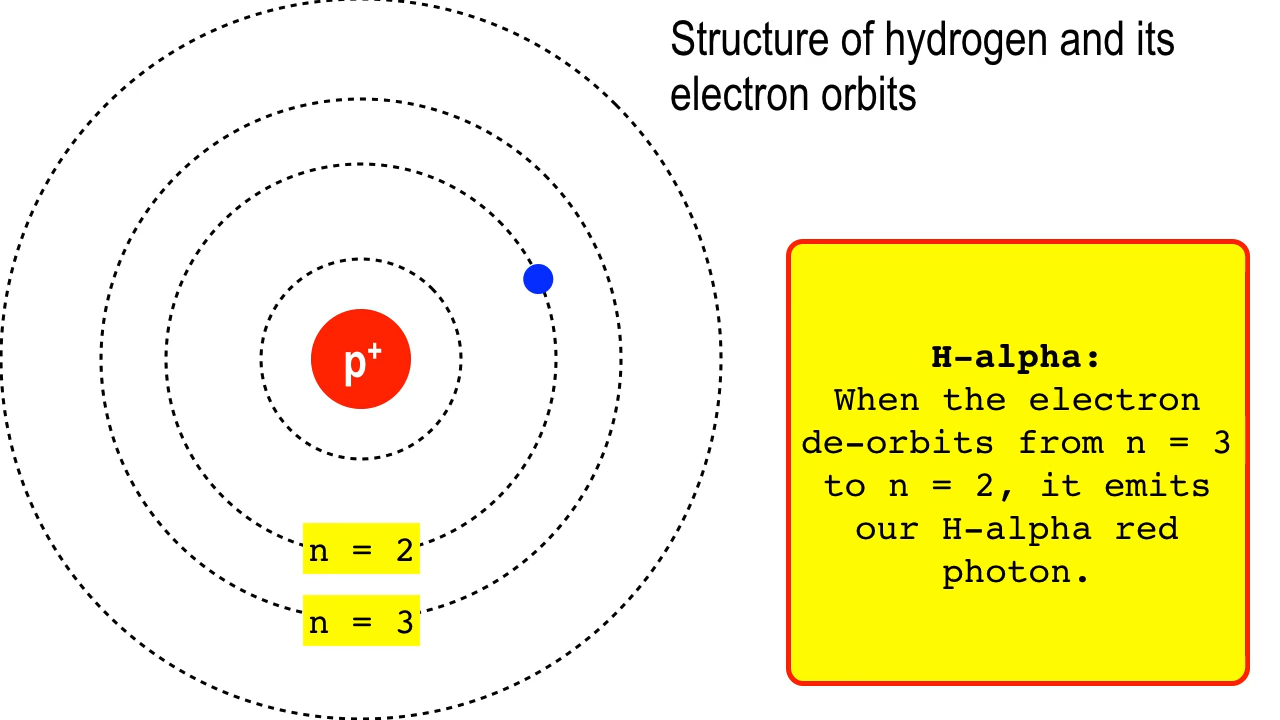 Structure of hydrogen and its
electron orbits
p⁺
H-alpha:
When the electron
de-orbits from n = 3
to n = 2, it emits
our H-alpha red
photon.
n = 2
n = 3